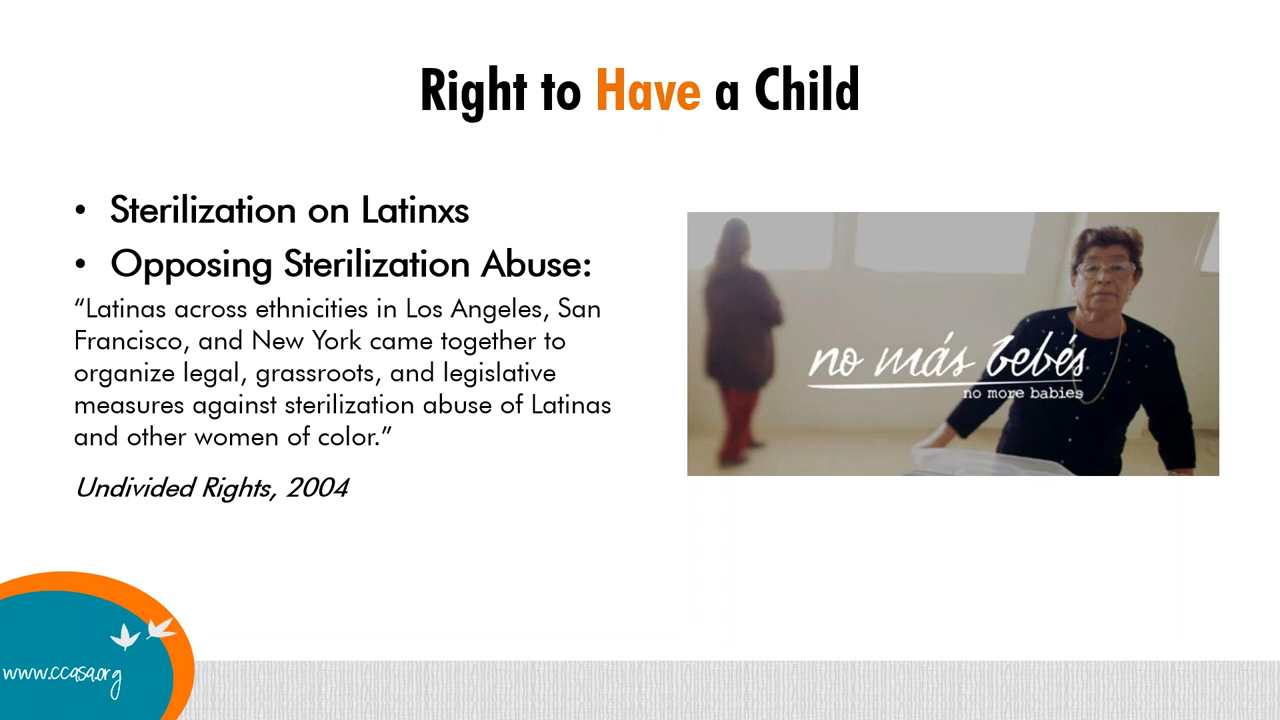 Right to Have a Child
• Sterilization on Latinxs
• Opposing Sterilization Abuse:
“Latinas across ethnicities in Los Angeles, San
Francisco, and New York came together to
organize legal, grassroots, and legislative
measures against sterilization abuse of Latinas
and other women of color.”
Undivided Rights, 2004
no más bebés
no more babies
www.ccasa.org